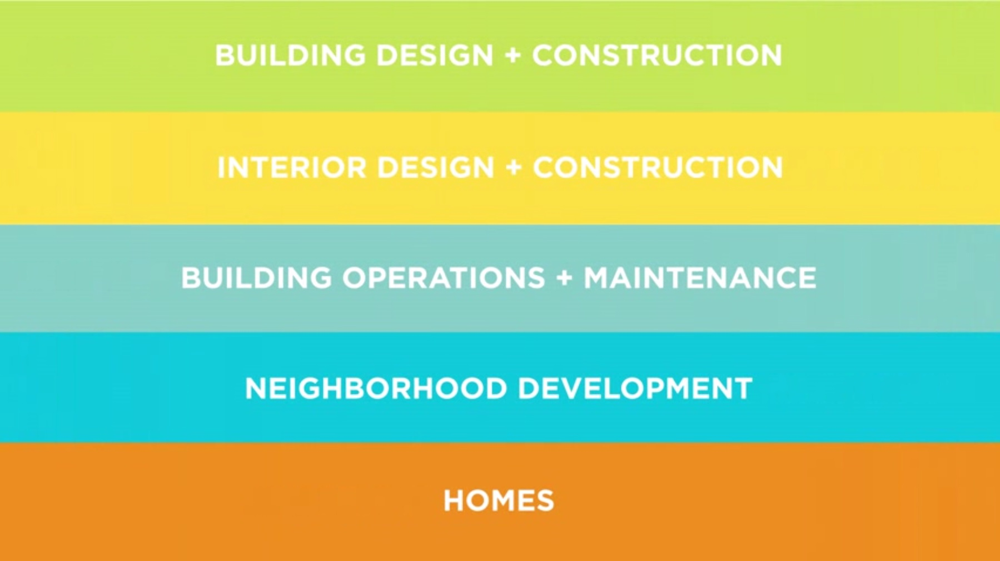 BUILDING DESIGN + CONSTRUCTION
INTERIOR DESIGN + CONSTRUCTION
BUILDING OPERATIONS + MAINTENANCE
NEIGHBORHOOD DEVELOPMENT
HOMES